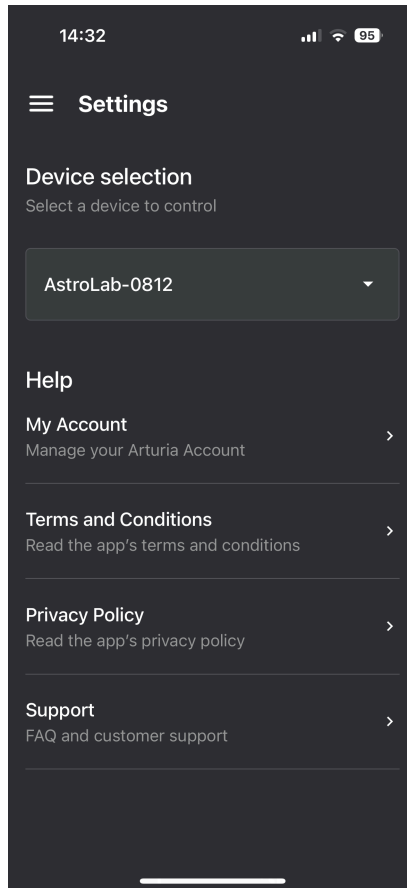 14:32
95
Settings
Device selection
Select a device to control
AstroLab-0812
Help
My Account
Manage your Arturia Account
Terms and Conditions
Read the app’s terms and conditions
Privacy Policy
Read the app’s privacy policy
Support
FAQ and customer support